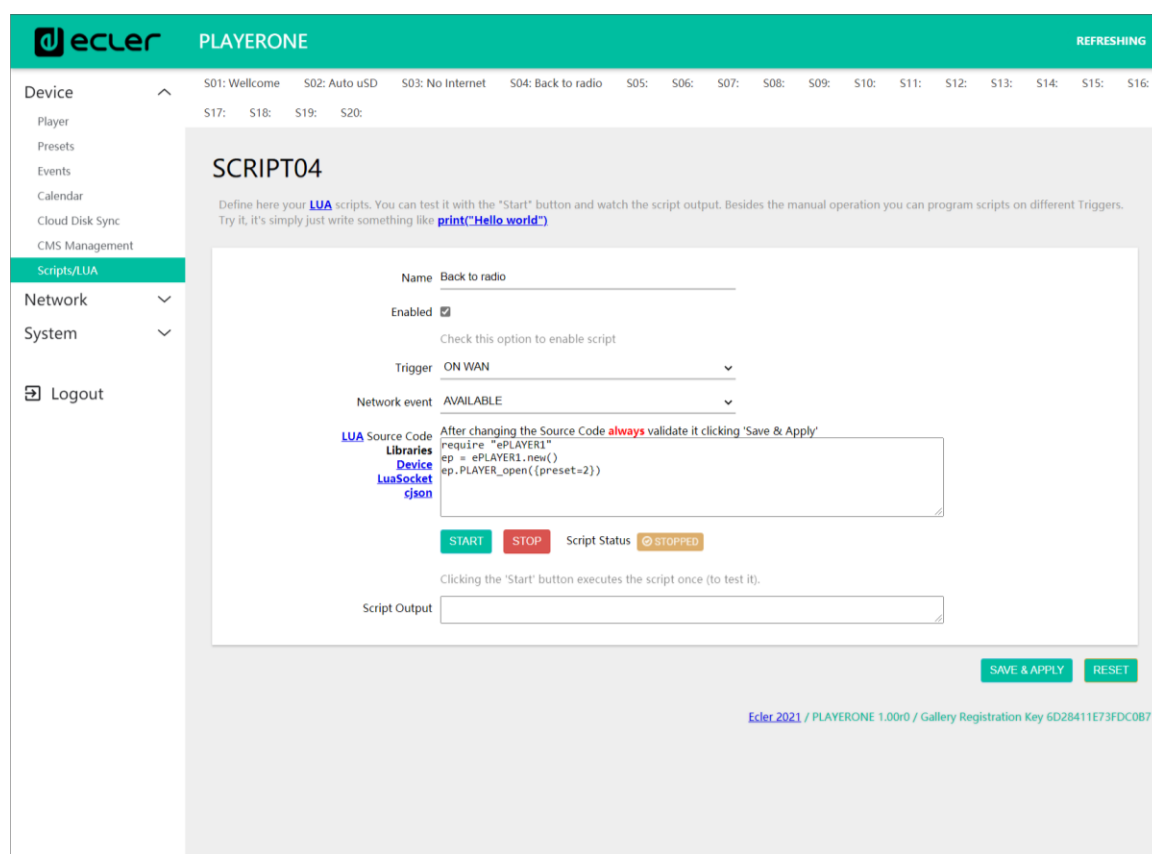 ecler PLAYERONE REFRESHING
S01: Wellcome S02: Auto uSD S03: No Internet S04: Back to radio S05: S06: S07: S08: S09: S10: S11: S12: S13: S14: S15: S16:
S17: S18: S19: S20:
Device
Player
Presets
Events
Calendar
Cloud Disk Sync
CMS Management
Scripts/LUA
Network
System
Logout
SCRIPT04
Define here your LUA scripts. You can test it with the "Start" button and watch the script output. Besides the manual operation you can program scripts on different Triggers.
Try it, it's simply just write something like print("Hello world")
Name Back to radio
Enabled
Check this option to enable script
Trigger ON WAN
Network event AVAILABLE
After changing the Source Code always validate it clicking 'Save & Apply'
LUA Source Code
Libraries
Device
LuaSocket
cjson
require "ePLAYER1"
ep = ePLAYER1.new()
ep.PLAYER_open({preset=2})
START STOP Script Status STOPPED
Clicking the 'Start' button executes the script once (to test it).
Script Output
SAVE & APPLY RESET
Ecler 2021 / PLAYERONE 1.00r0 / Gallery Registration Key 6D28411E73FDC0B7